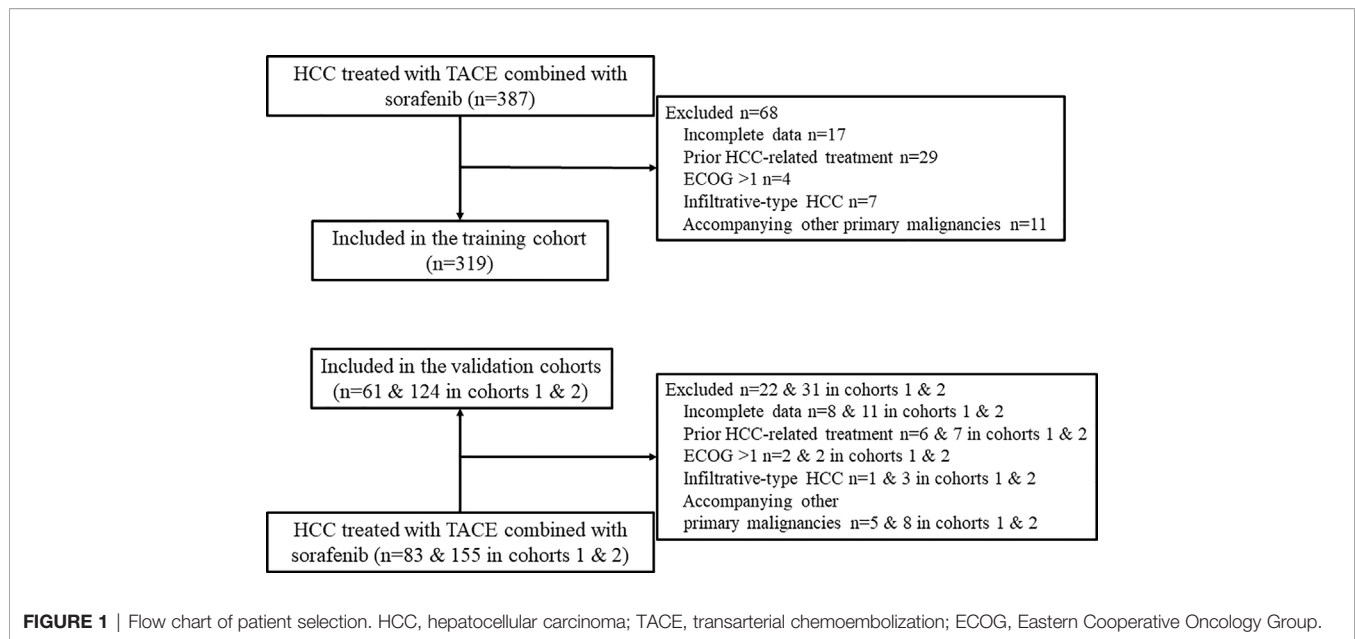 HCC treated with TACE combined with
sorafenib (n=387)
Excluded n=68
Incomplete data n=17
Prior HCC-related treatment n=29
ECOG >1 n=4
Infiltrative-type HCC n=7
Accompanying other primary malignancies n=11
Included in the training cohort
(n=319)
Included in the validation cohorts
(n=61 & 124 in cohorts 1 & 2)
Excluded n=22 & 31 in cohorts 1 & 2
Incomplete data n=8 & 11 in cohorts 1 & 2
Prior HCC-related treatment n=6 & 7 in cohorts 1 & 2
ECOG >1 n=2 & 2 in cohorts 1 & 2
Infiltrative-type HCC n=1 & 3 in cohorts 1 & 2
Accompanying other
primary malignancies n=5 & 8 in cohorts 1 & 2
HCC treated with TACE combined with
sorafenib (n=83 & 155 in cohorts 1 & 2)
FIGURE 1 | Flow chart of patient selection. HCC, hepatocellular carcinoma; TACE, transarterial chemoembolization; ECOG, Eastern Cooperative Oncology Group.